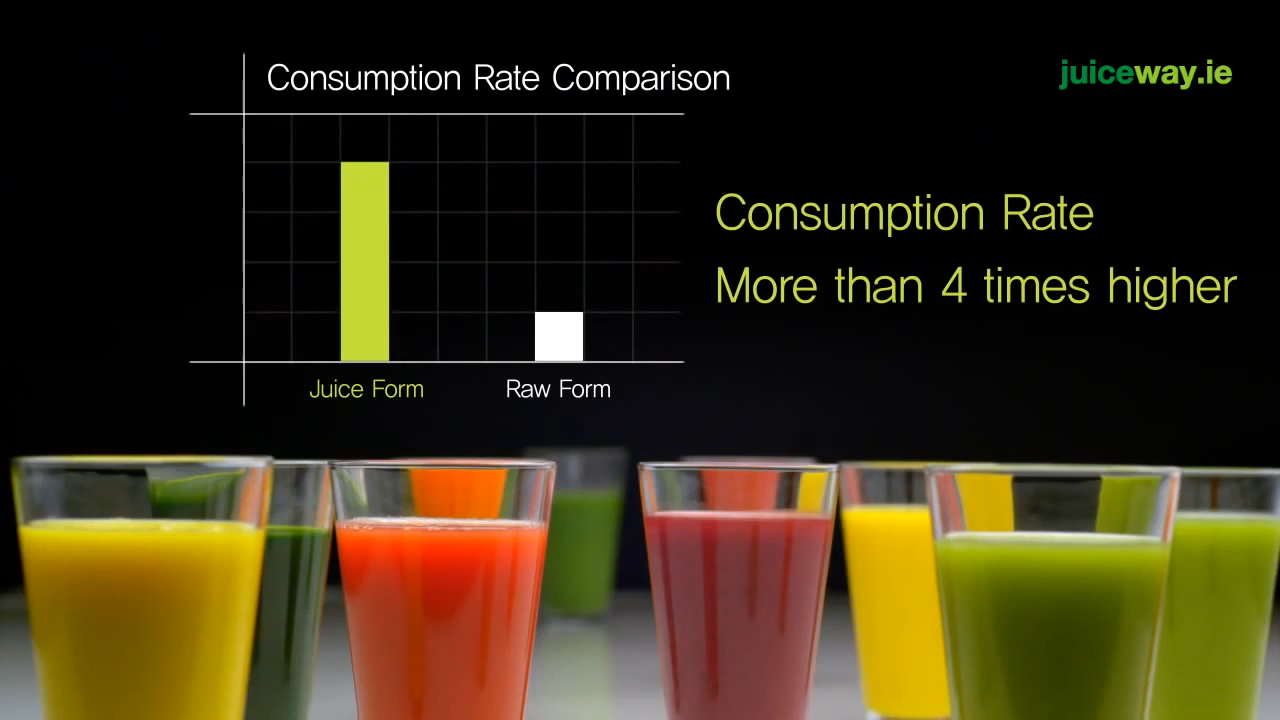 Consumption Rate Comparison
juiceway.ie
Consumption Rate
More than 4 times higher
Juice Form
Raw Form